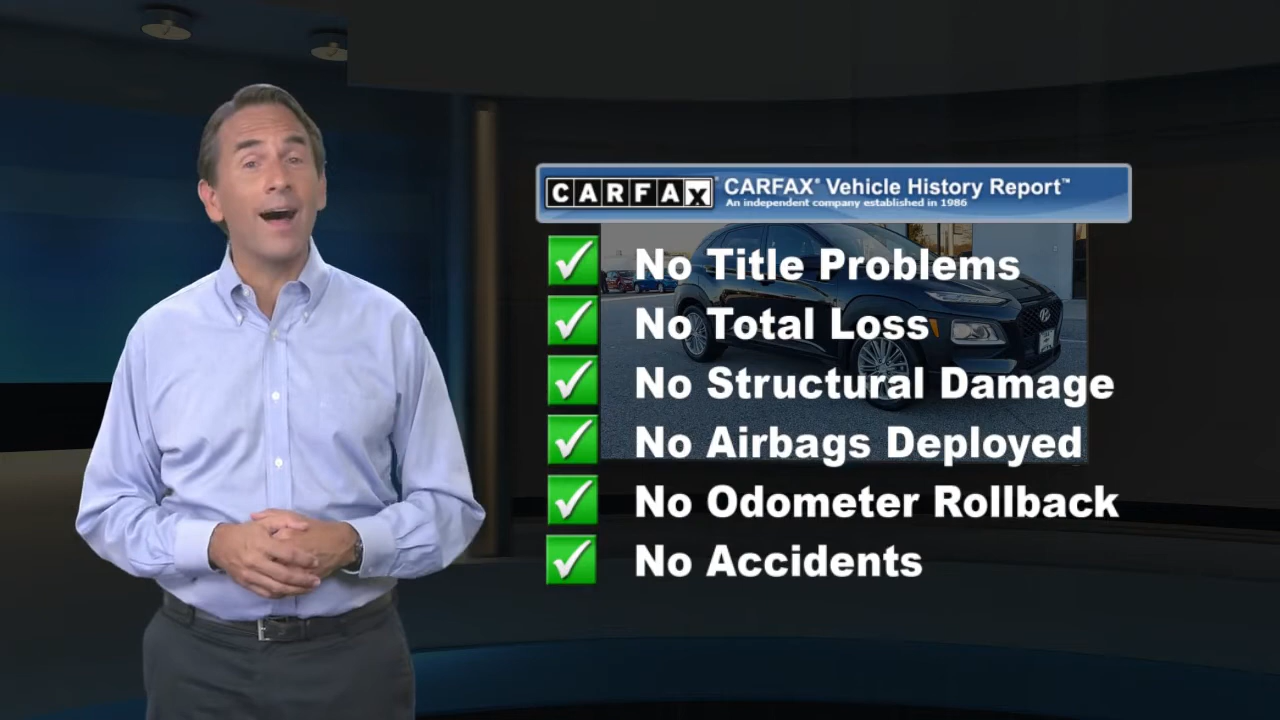 CARFAX
CARFAX® Vehicle History Report™
An independent company established in 1986
No Title Problems
No Total Loss
No Structural Damage
No Airbags Deployed
No Odometer Rollback
No Accidents